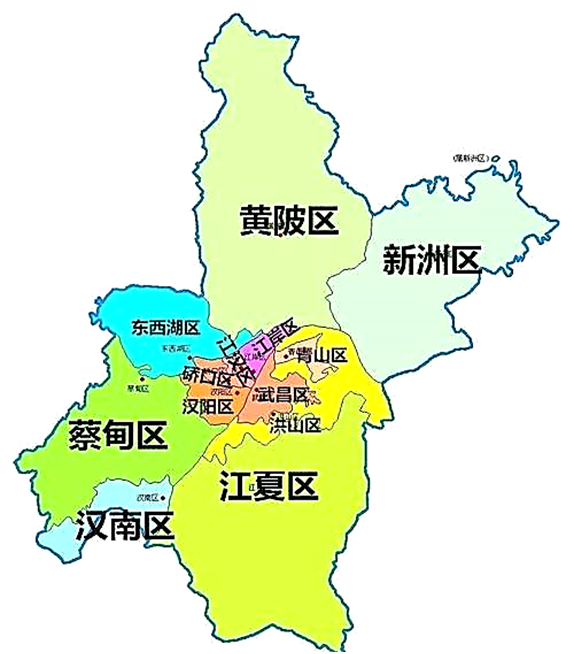 (属新洲区)
黄陂区
新洲区
东西湖区
东西湖区
江岸区
江汉区
青山区
硚口区
蔡甸区
武昌区
汉阳区
洪山区
蔡甸区
江夏区
汉南区
汉南区